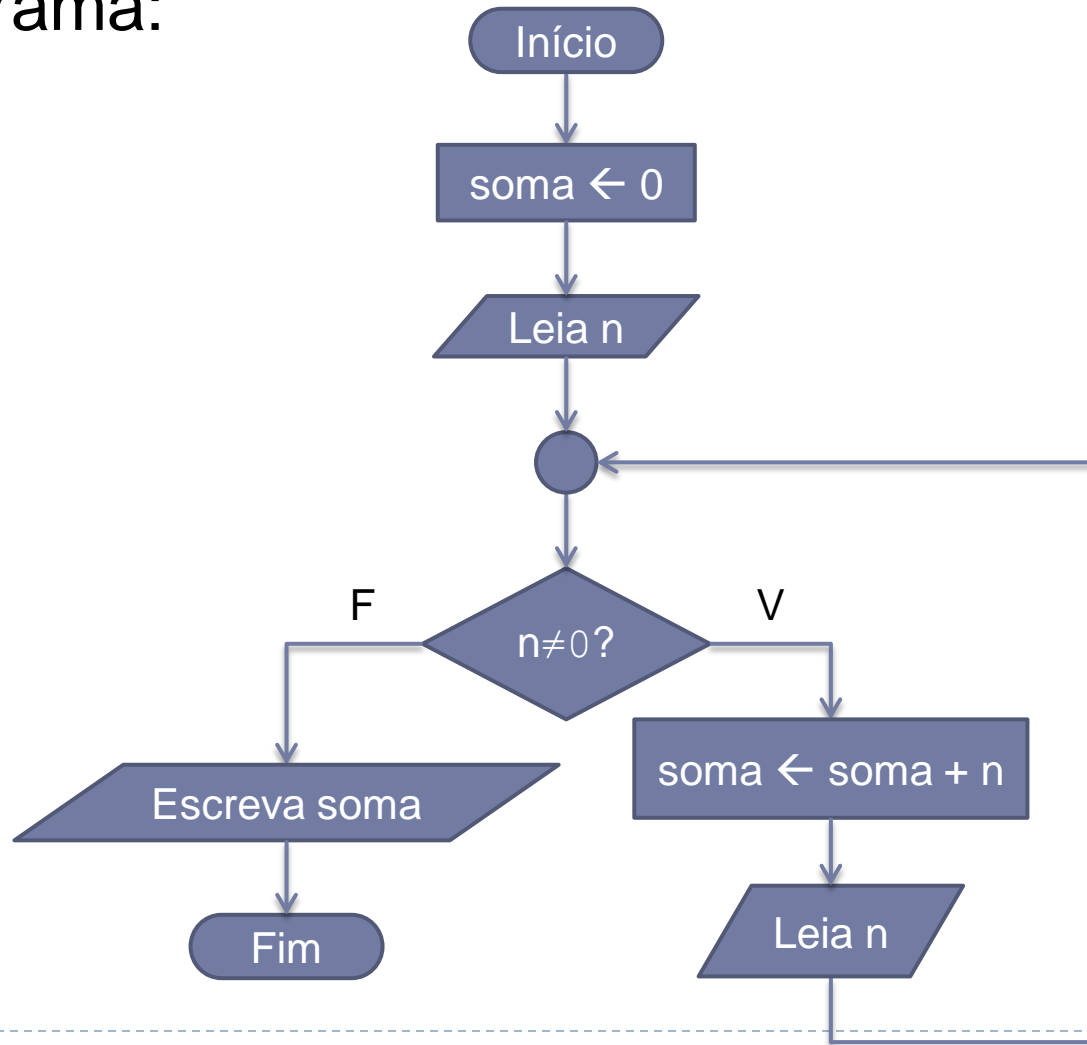 rama:
Início
soma ← 0
Leia n
F
V
n≠0?
soma ← soma + n
Escreva soma
Leia n
Fim